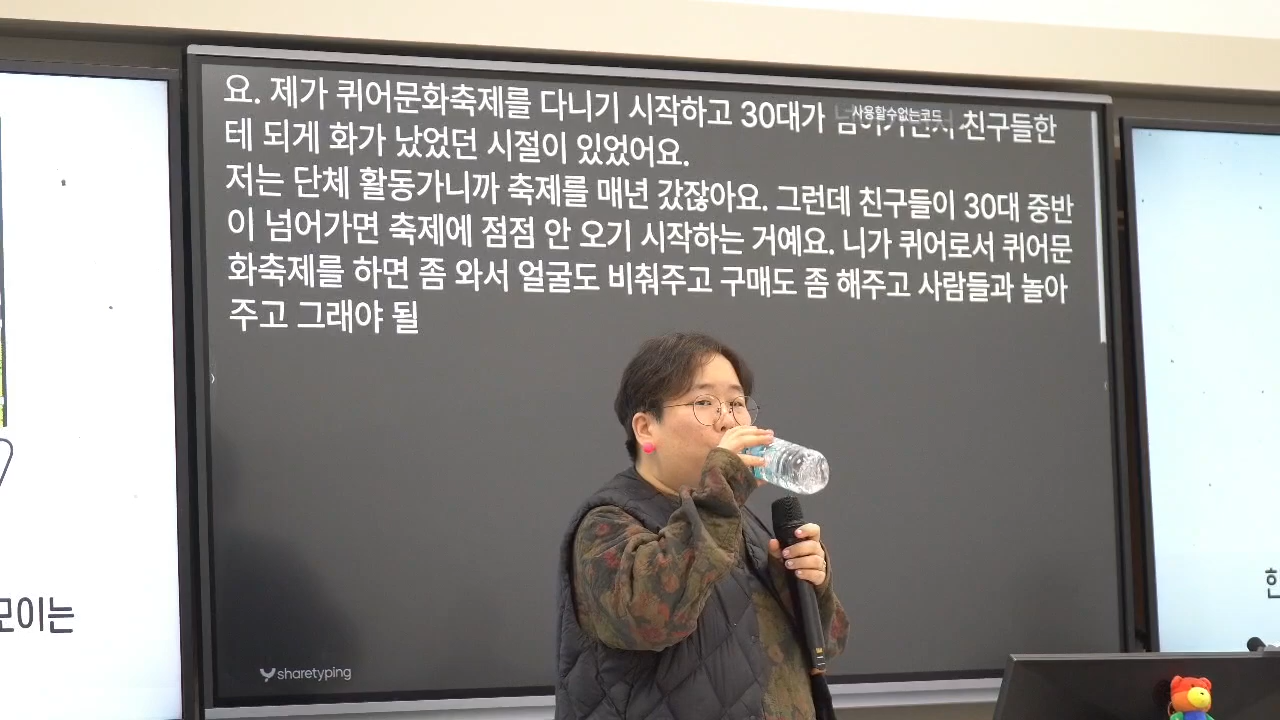 요. 제가 퀴어문화축제를 다니기 시작하고 30대가 친구들한
사용할수없는코드
테 되게 화가 났었던 시절이 있었어요.
저는 단체 활동가니까 축제를 매년 갔잖아요. 그런데 친구들이 30대 중반
이 넘어가면 축제에 점점 안 오기 시작하는 거예요. 니가 퀴어로서 퀴어문
화축제를 하면 좀 와서 얼굴도 비춰주고 구매도 좀 해주고 사람들과 놀아
주고 그래야 될
모이는
한
sharetyping